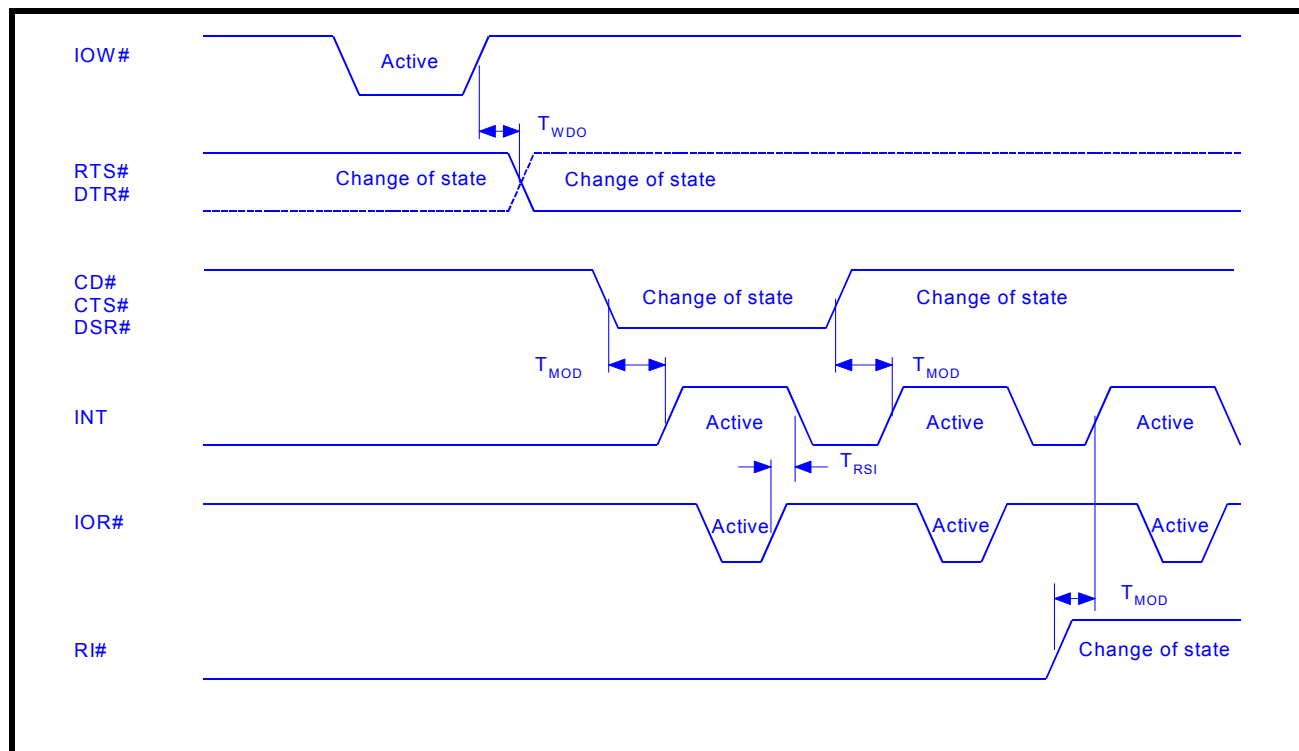 IOW#
Active
TWDO
RTS#
DTR#
Change of state Change of state
CD#
CTS#
DSR#
Change of state Change of state
TMOD TMOD
INT
Active Active Active
TRSI
IOR#
Active Active Active
TMOD
RI#
Change of state